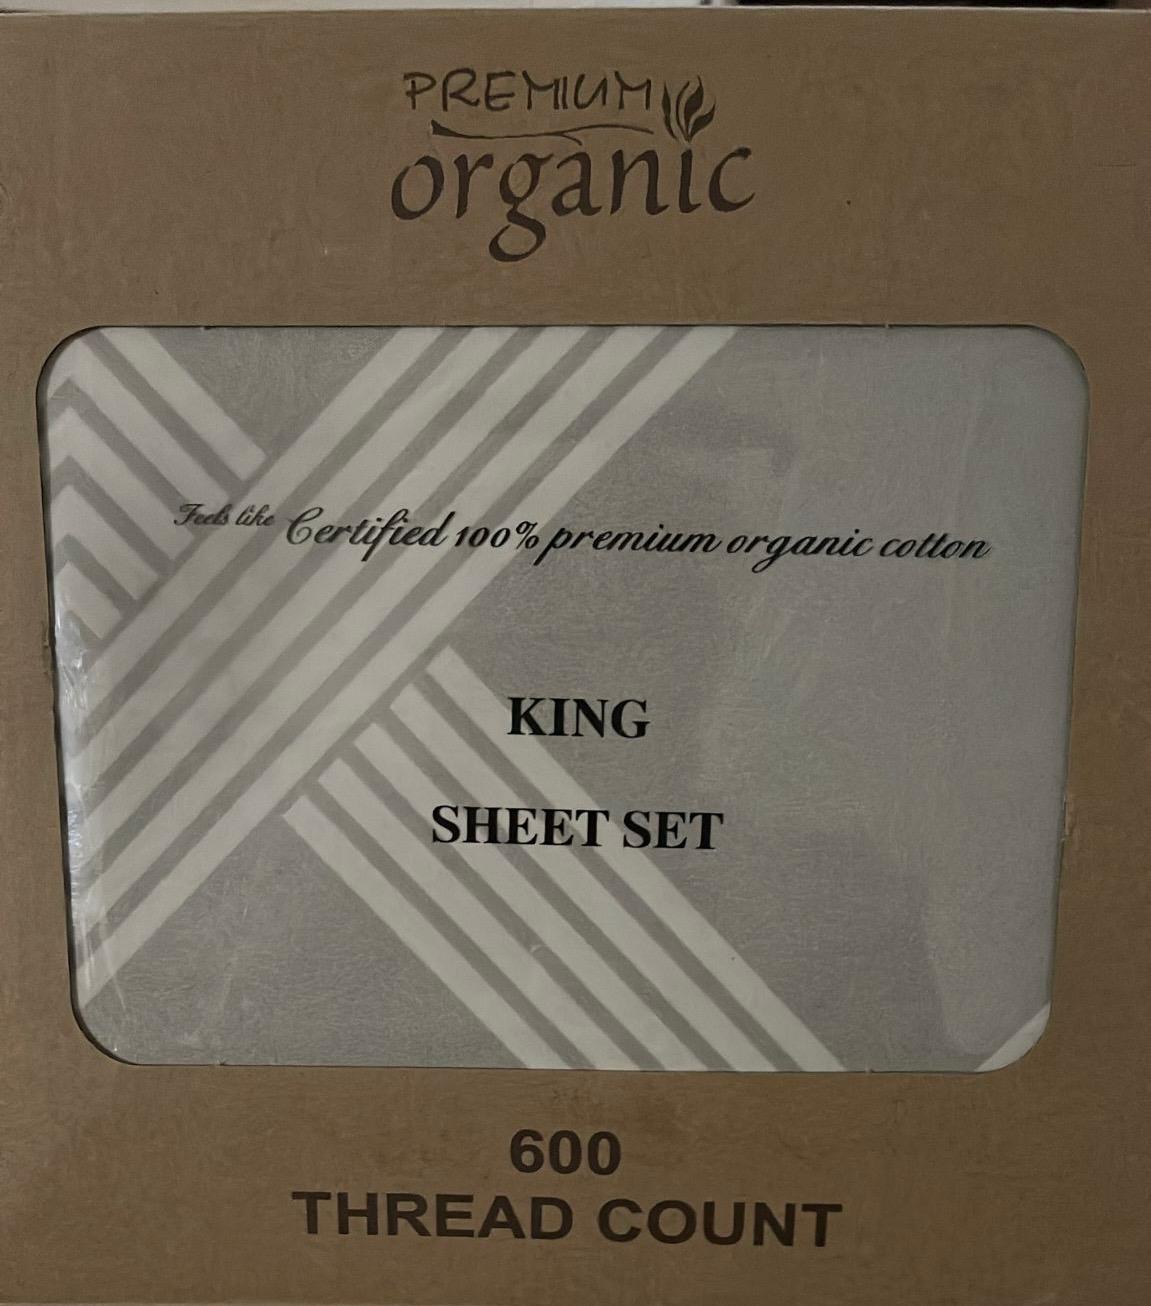 PREMIUM
organic
Feels like Certified 100% premium organic cotton
KING
SHEET SET
600
THREAD COUNT